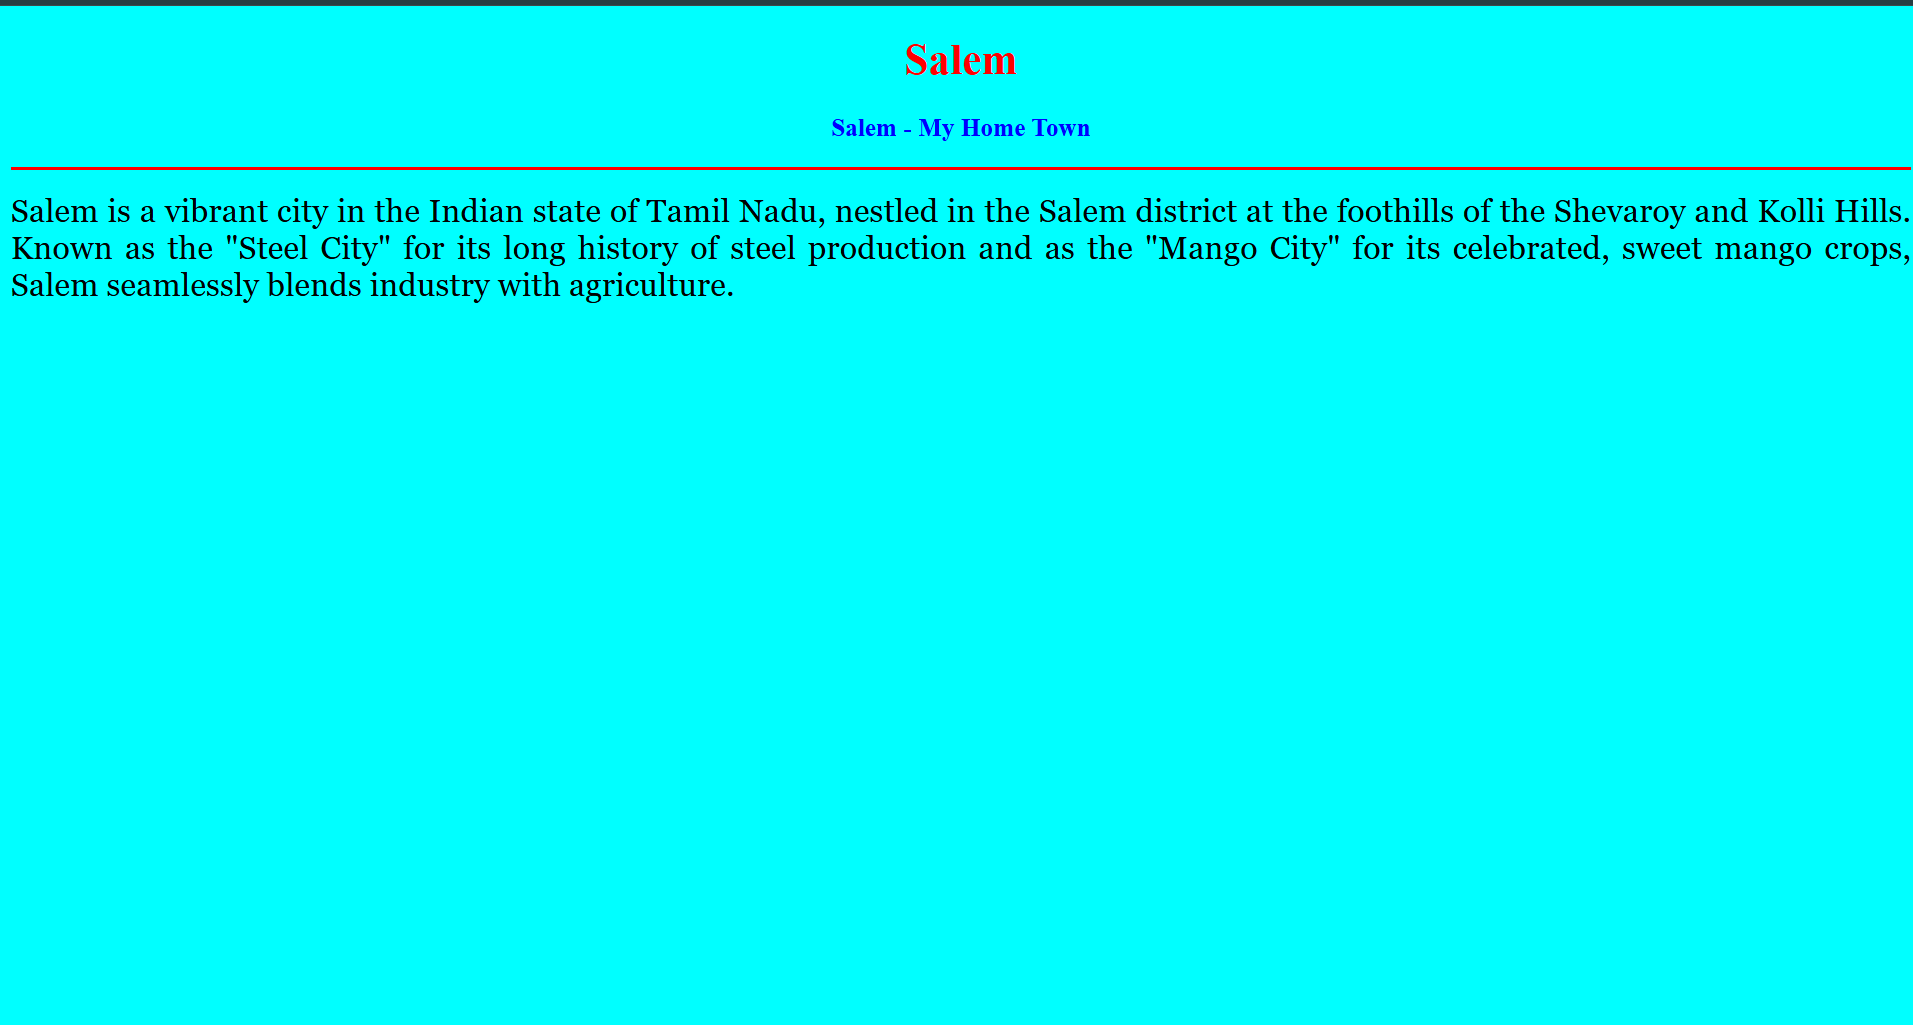 Salem
Salem - My Home Town
Salem is a vibrant city in the Indian state of Tamil Nadu, nestled in the Salem district at the foothills of the Shevaroy and Kolli Hills.
Known as the "Steel City" for its long history of steel production and as the "Mango City" for its celebrated, sweet mango crops,
Salem seamlessly blends industry with agriculture.